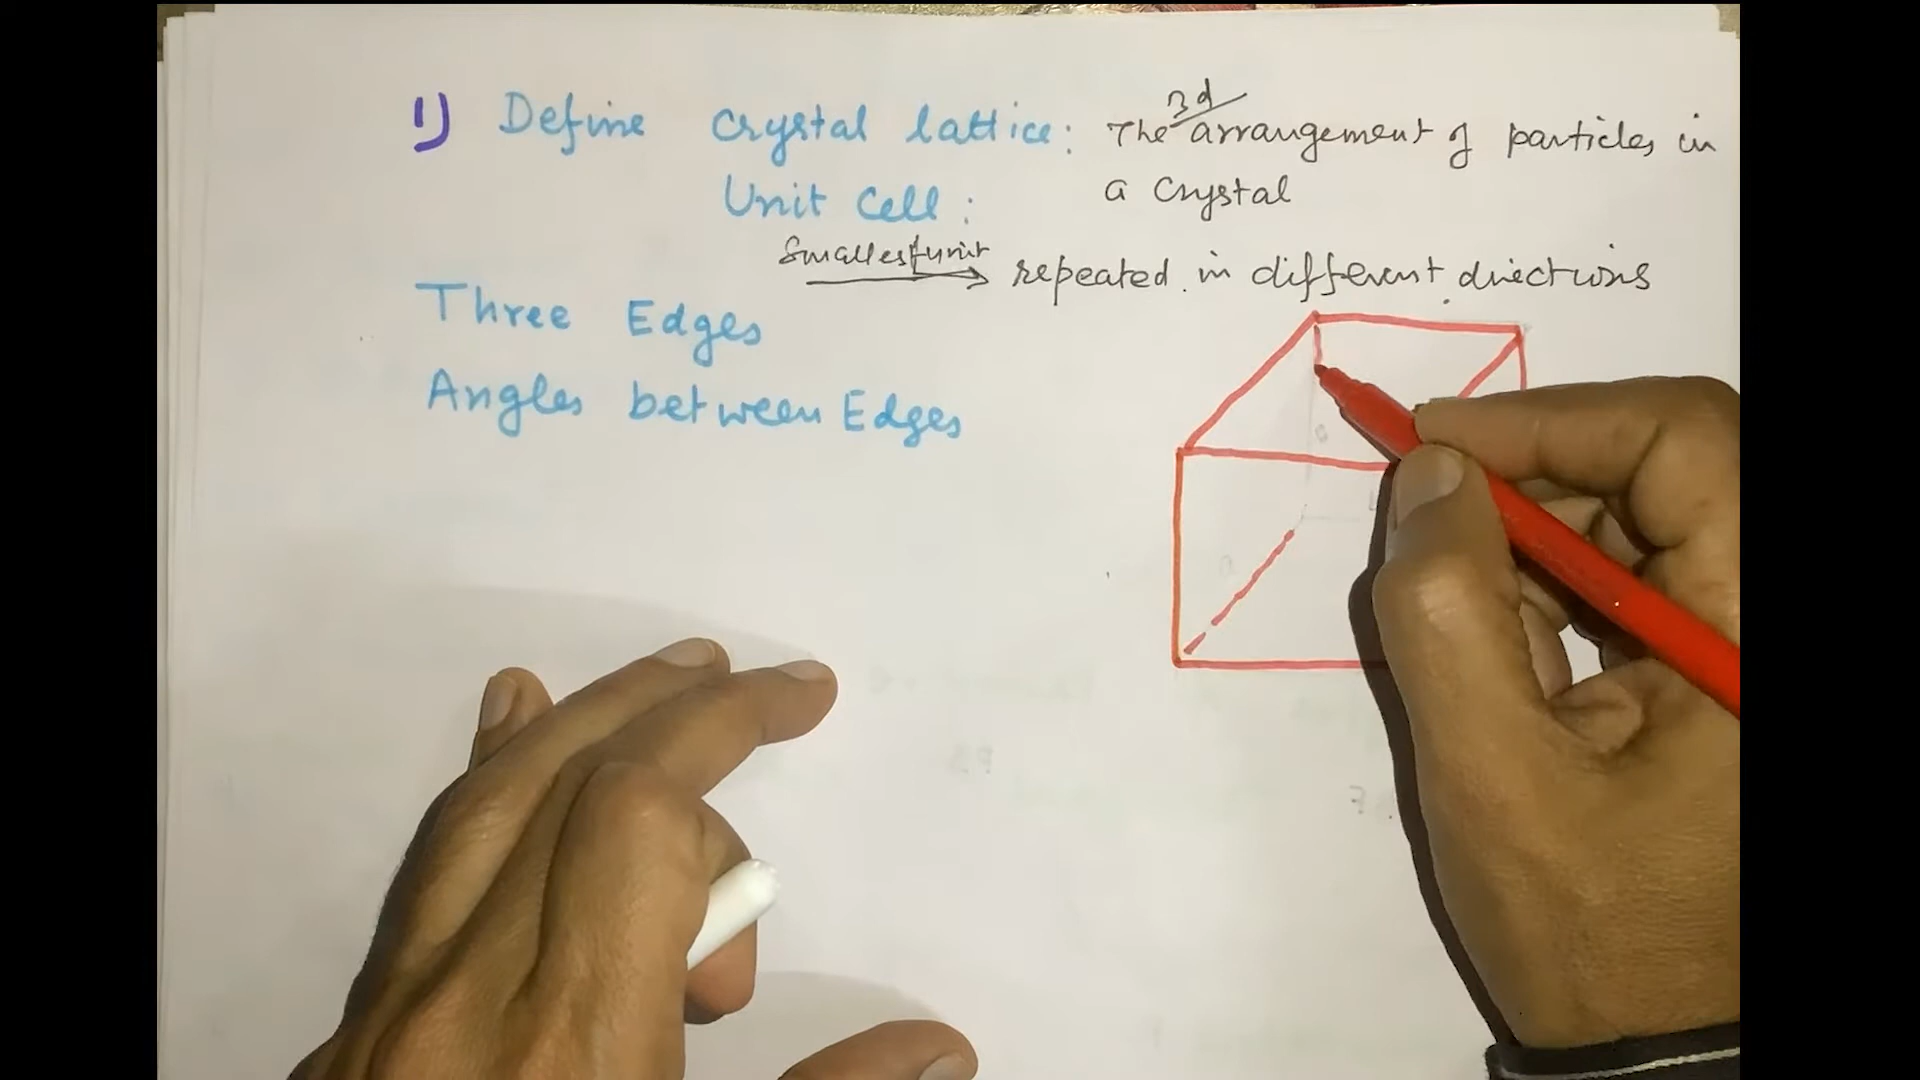 1) Define Crystal lattice: The 3d arrangement of particles in
a Crystal
Unit Cell:
Smallest unit repeated in different directions
Three Edges
Angles between Edges